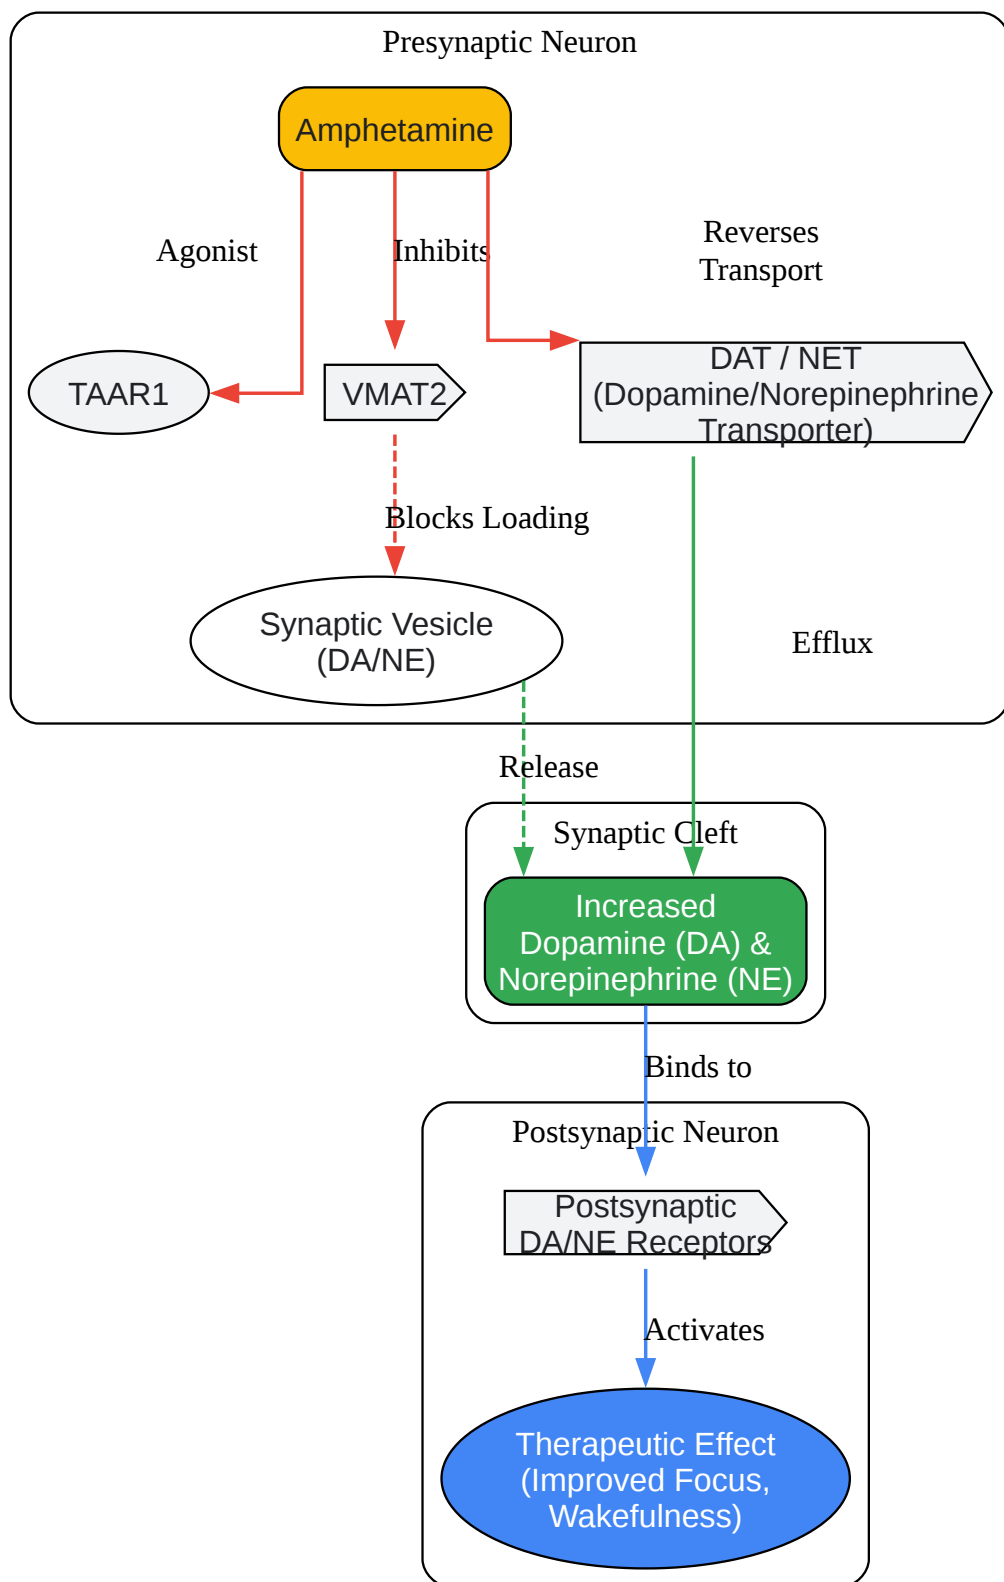 Presynaptic Neuron
Amphetamine
Agonist
Inhibits
Reverses
Transport
TAAR1
VMAT2
DAT / NET
(Dopamine/Norepinephrine
Transporter)
Blocks Loading
Synaptic Vesicle
(DA/NE)
Efflux
Release
Synaptic Cleft
Increased
Dopamine (DA) &
Norepinephrine (NE)
Binds to
Postsynaptic Neuron
Postsynaptic
DA/NE Receptors
Activates
Therapeutic Effect
(Improved Focus,
Wakefulness)